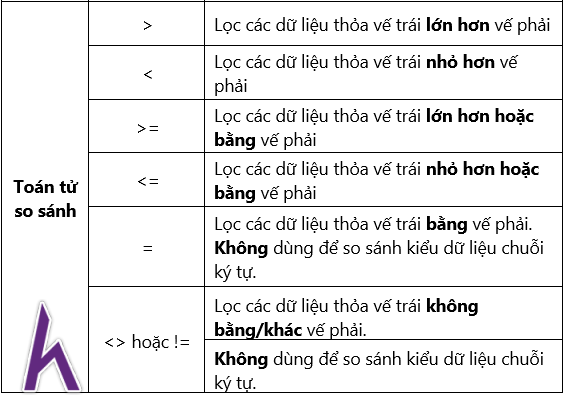 >
Lọc các dữ liệu thỏa vế trái lớn hơn vế phải
<
Lọc các dữ liệu thỏa vế trái nhỏ hơn vế
phải
>=
Lọc các dữ liệu thỏa vế trái lớn hơn hoặc
bằng vế phải
Toán tử
so sánh
<=
Lọc các dữ liệu thỏa vế trái nhỏ hơn hoặc
bằng vế phải
=
Lọc các dữ liệu thỏa vế trái bằng vế phải.
Không dùng để so sánh kiểu dữ liệu chuỗi
ký tự.
<> hoặc !=
Lọc các dữ liệu thỏa vế trái không
bằng/khác vế phải.
Không dùng để so sánh kiểu dữ liệu chuỗi
ký tự.